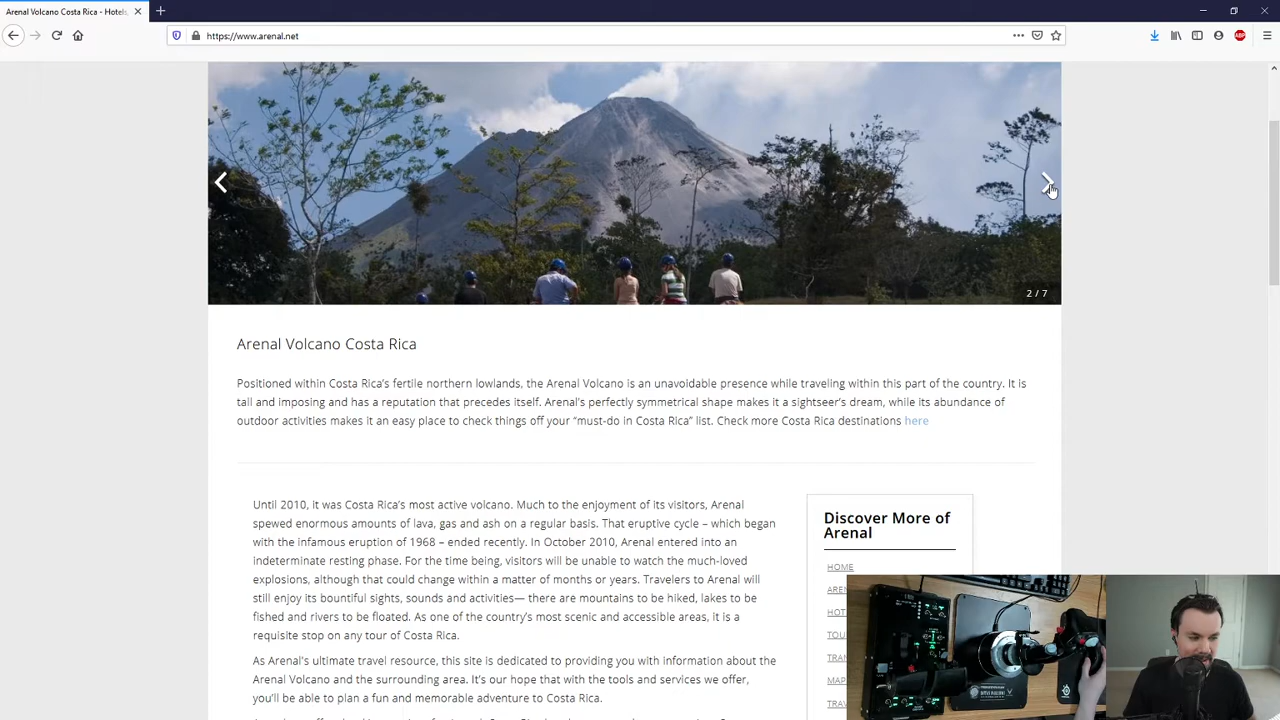 Arenal Volcano Costa Rica - Hotels,
https://www.arenal.net
ABP
2 / 7
Arenal Volcano Costa Rica
Positioned within Costa Rica's fertile northern lowlands, the Arenal Volcano is an unavoidable presence while traveling within this part of the country. It is
tall and imposing and has a reputation that precedes itself. Arenal's perfectly symmetrical shape makes it a sightseer's dream, while its abundance of
outdoor activities makes it an easy place to check things off your “must-do in Costa Rica” list. Check more Costa Rica destinations here
Until 2010, it was Costa Rica's most active volcano. Much to the enjoyment of its visitors, Arenal
spewed enormous amounts of lava, gas and ash on a regular basis. That eruptive cycle – which began
with the infamous eruption of 1968 – ended recently. In October 2010, Arenal entered into an
indeterminate resting phase. For the time being, visitors will be unable to watch the much-loved
explosions, although that could change within a matter of months or years. Travelers to Arenal will
still enjoy its bounty of sights, sounds and activities— there are mountains to be hiked, lakes to be
fished and rivers to be floated. As one of the country's most scenic and accessible areas, it is a
requisite stop on any tour of Costa Rica.
As Arenal's ultimate travel resource, this site is dedicated to providing you with information about the
Arenal Volcano and the surrounding area. It's our hope that with the tools and services we offer,
you'll be able to plan a fun and memorable adventure to Costa Rica.
Discover More of
Arenal
HOME